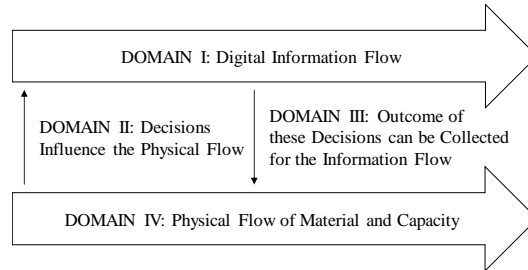 DOMAIN I: Digital Information Flow
DOMAIN II: Decisions
Influence the Physical Flow
DOMAIN III: Outcome of
these Decisions can be Collected
for the Information Flow
DOMAIN IV: Physical Flow of Material and Capacity